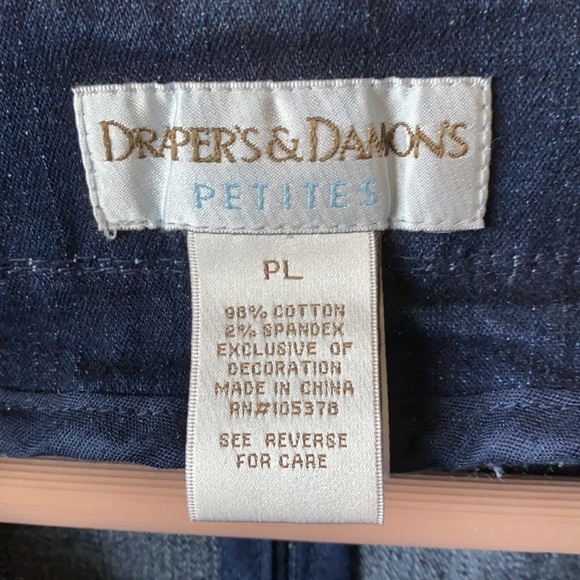 DRAPER'S & DAMON'S
PETITES
PL
98% COTTON
2% SPANDEX
EXCLUSIVE OF
DECORATION
MADE IN CHINA
RN#105378
SEE REVERSE
FOR CARE